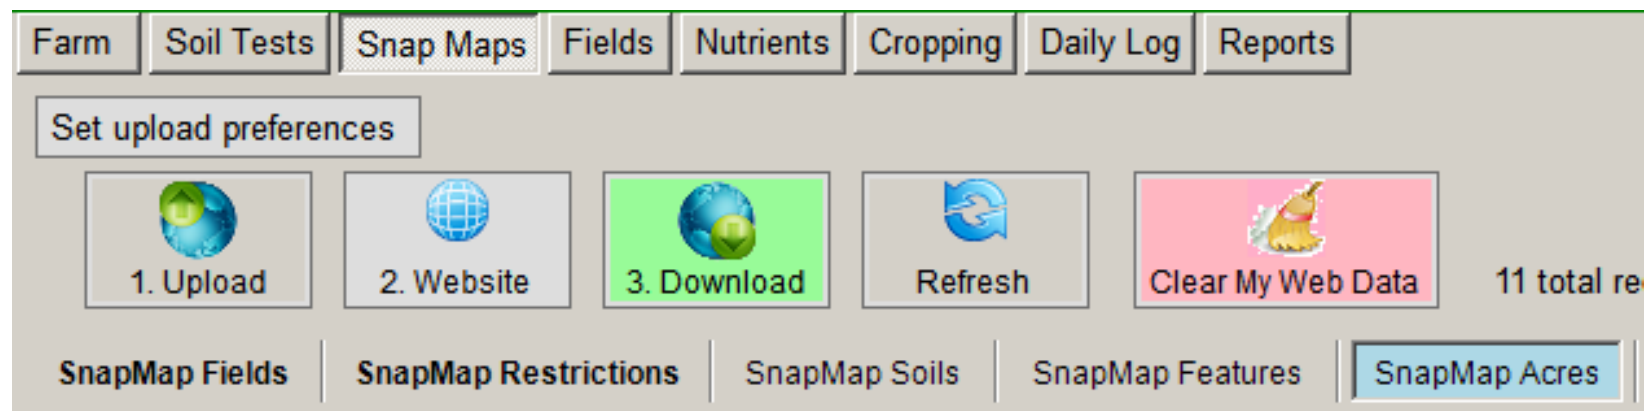 Farm Soil Tests Snap Maps Fields Nutrients Cropping Daily Log Reports
Set upload preferences
1. Upload 2. Website 3. Download Refresh Clear My Web Data 11 total
SnapMap Fields SnapMap Restrictions SnapMap Soils SnapMap Features SnapMap Acres